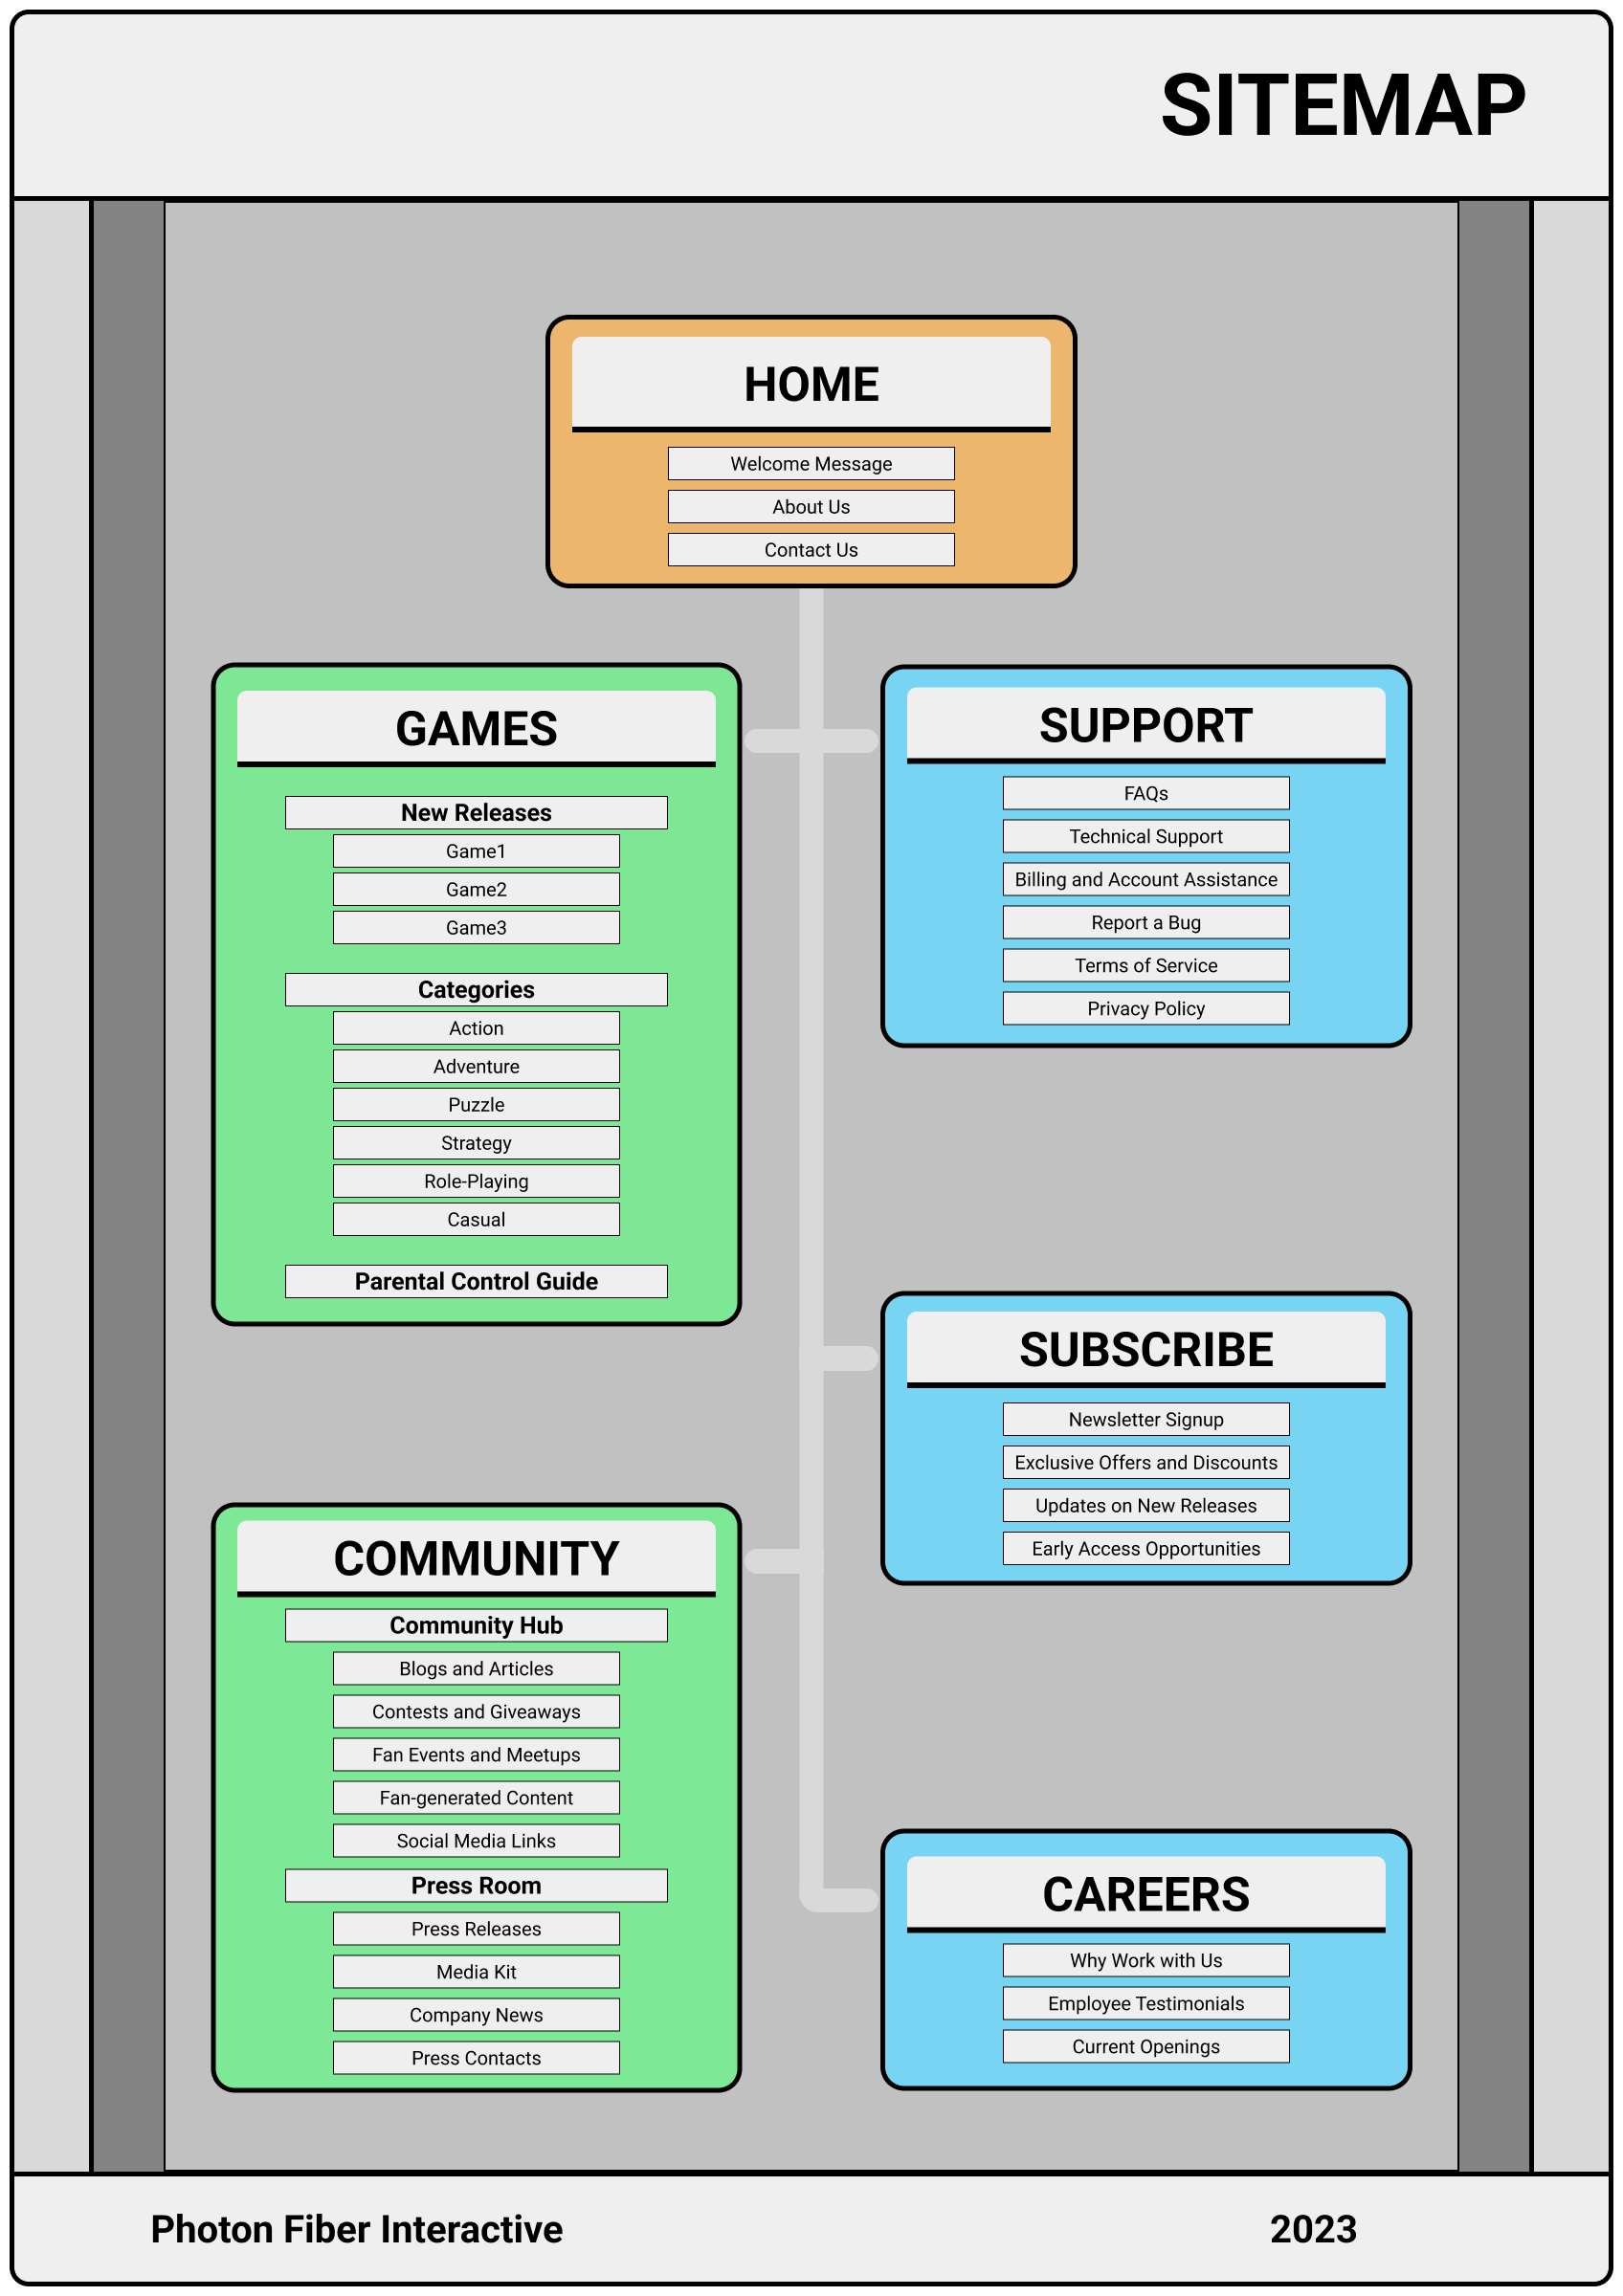 SITEMAP
HOME
Welcome Message
About Us
Contact Us
GAMES
New Releases
Game1
Game2
Game3
Categories
Action
Adventure
Puzzle
Strategy
Role-Playing
Casual
Parental Control Guide
SUPPORT
FAQs
Technical Support
Billing and Account Assistance
Report a Bug
Terms of Service
Privacy Policy
SUBSCRIBE
Newsletter Signup
Exclusive Offers and Discounts
Updates on New Releases
Early Access Opportunities
COMMUNITY
Community Hub
Blogs and Articles
Contests and Giveaways
Fan Events and Meetups
Fan-generated Content
Social Media Links
Press Room
Press Releases
Media Kit
Company News
Press Contacts
CAREERS
Why Work with Us
Employee Testimonials
Current Openings
Photon Fiber Interactive
2023